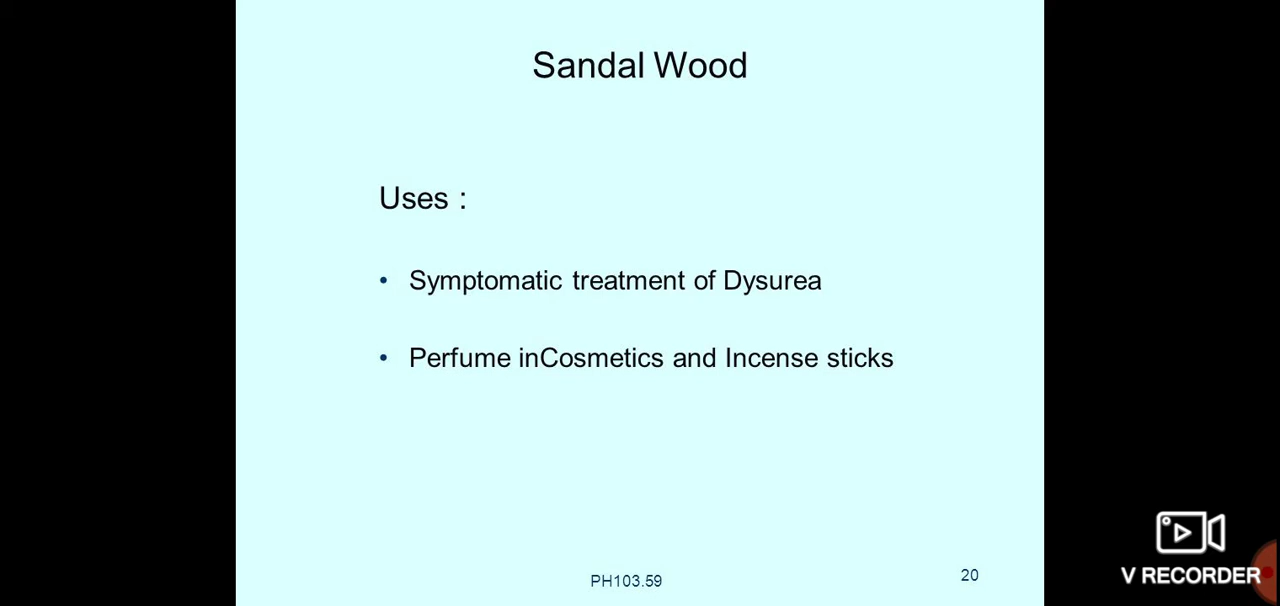 Sandal Wood
Uses :
• Symptomatic treatment of Dysurea
• Perfume inCosmetics and Incense sticks
PH103.59
20
V RECORDER